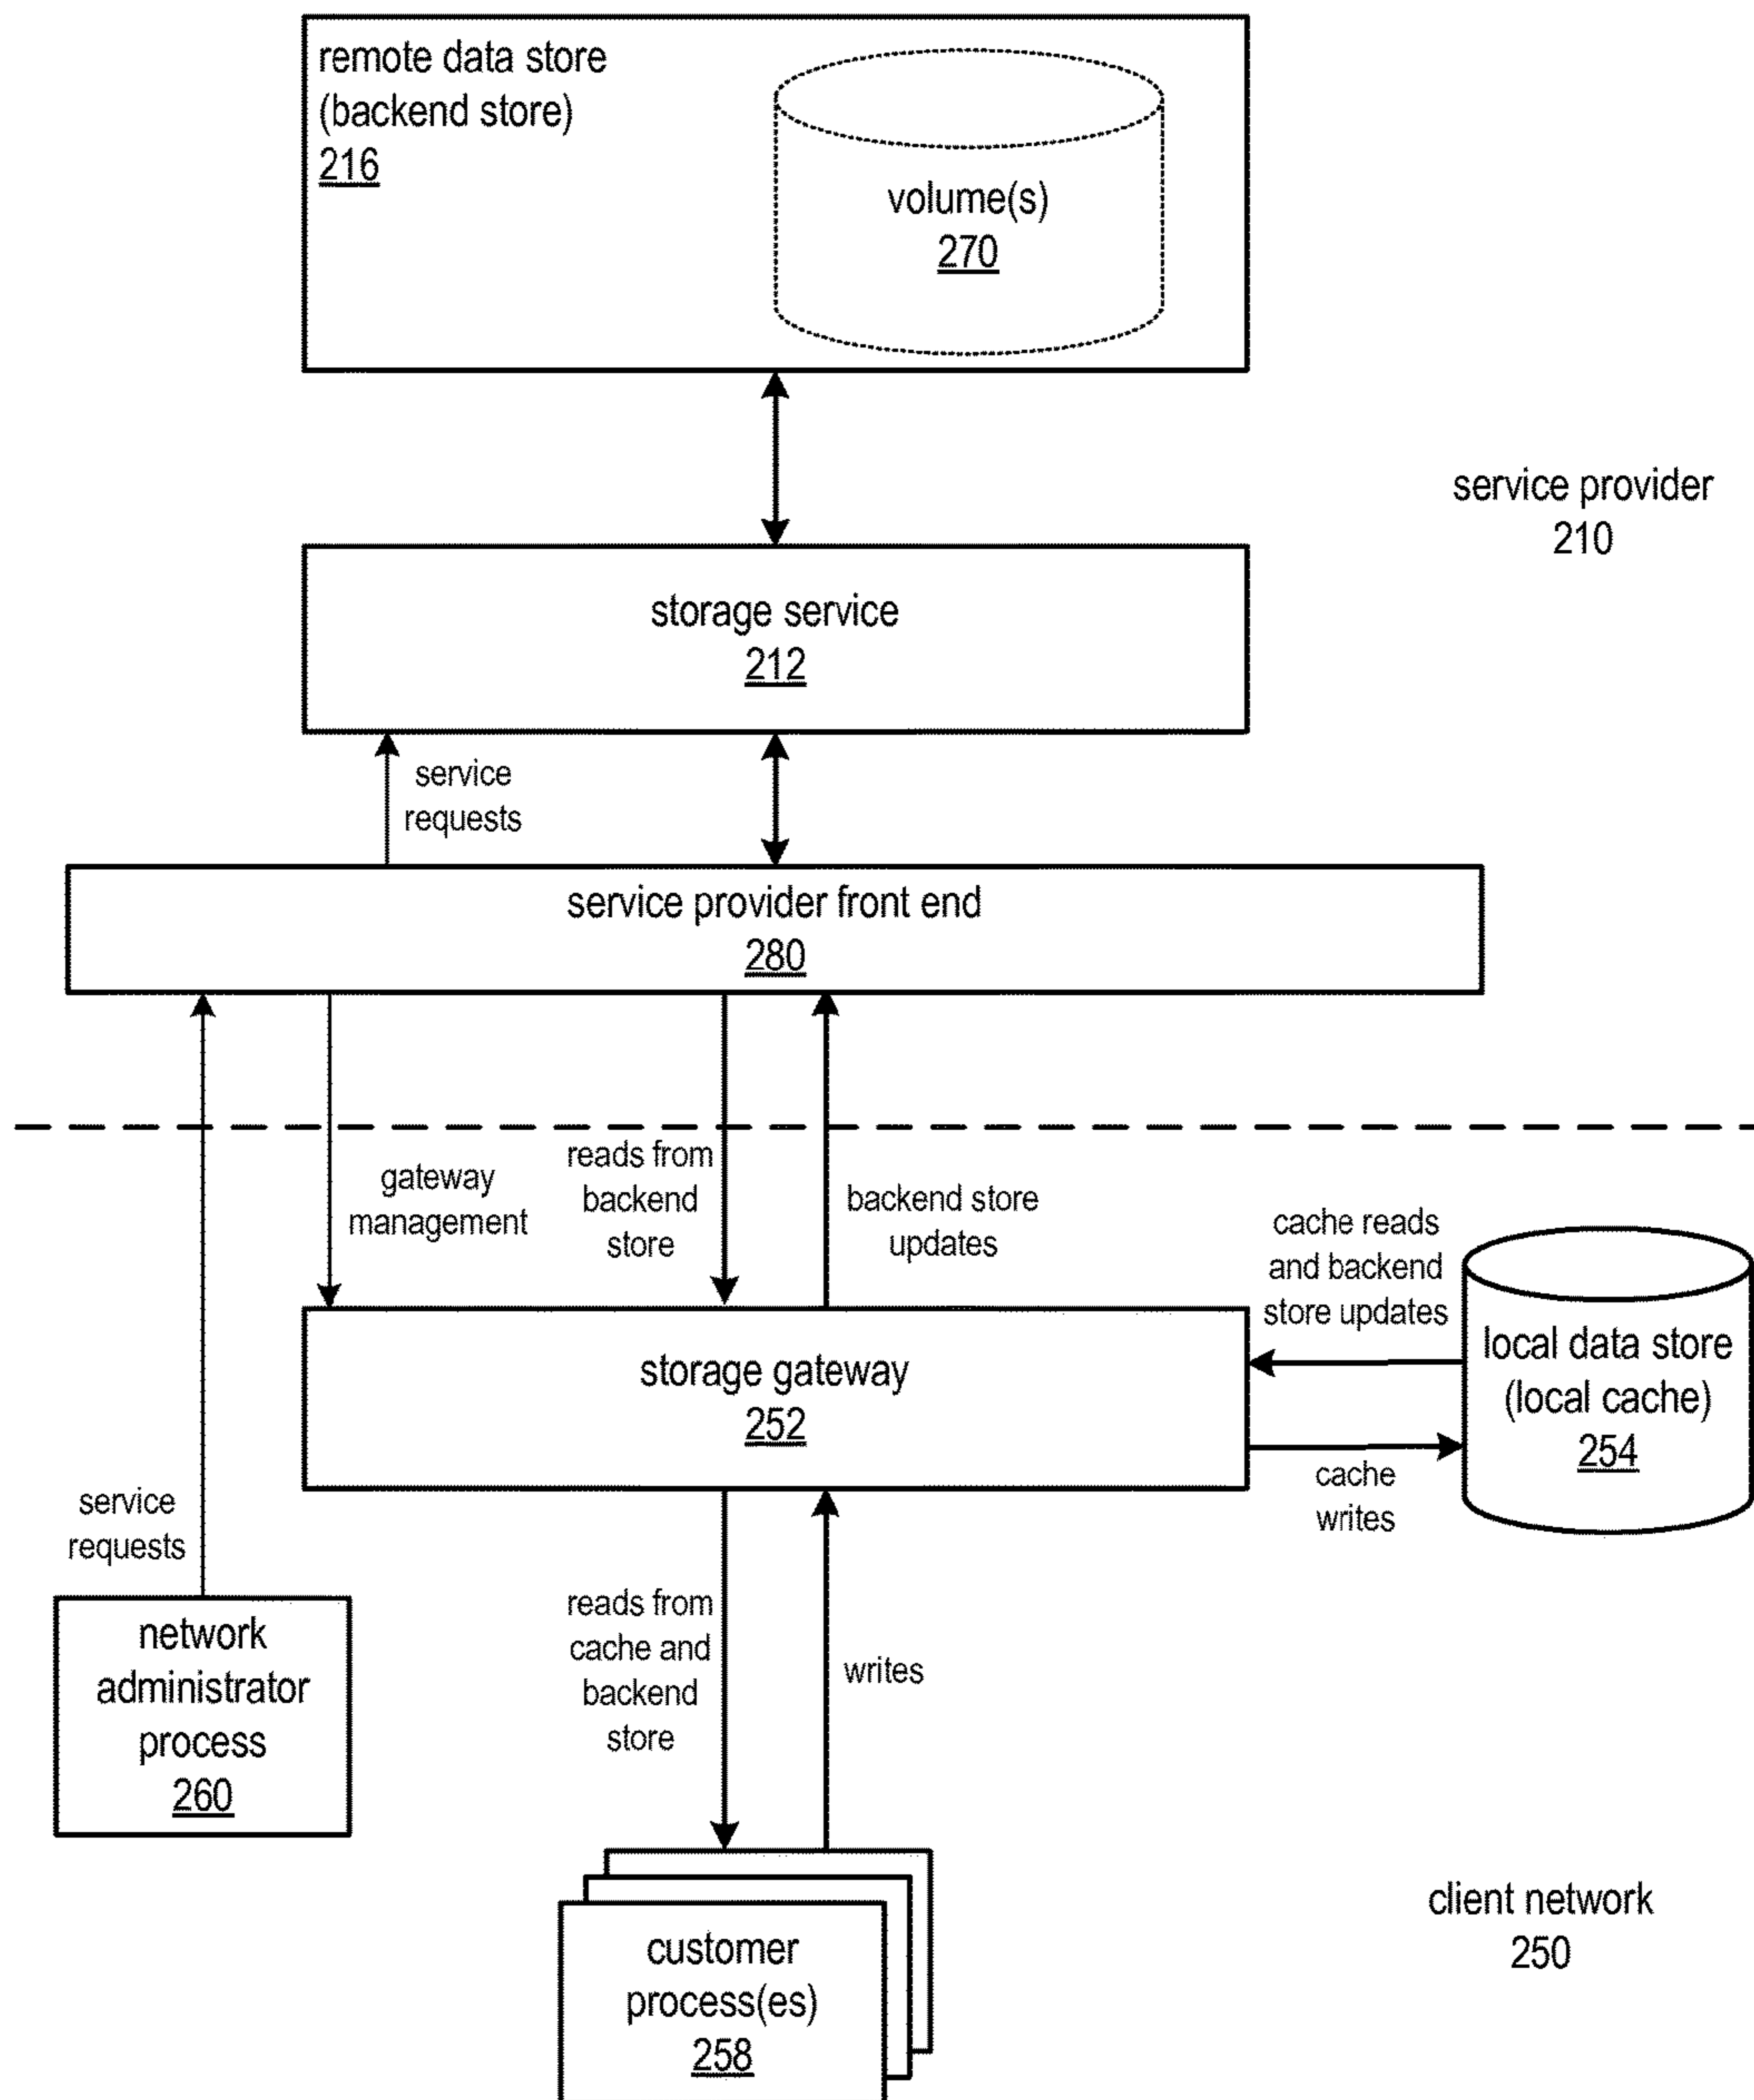 remote data store
(backend store)
216
volume(s)
270
service provider
210
storage service
212
service
requests
service provider front end
280
gateway
management
reads from
backend
store
backend store
updates
cache reads
and backend
store updates
storage gateway
252
local data store
(local cache)
254
cache
writes
service
requests
network
administrator
process
260
reads from
cache and
backend
store
writes
customer
process(es)
258
client network
250